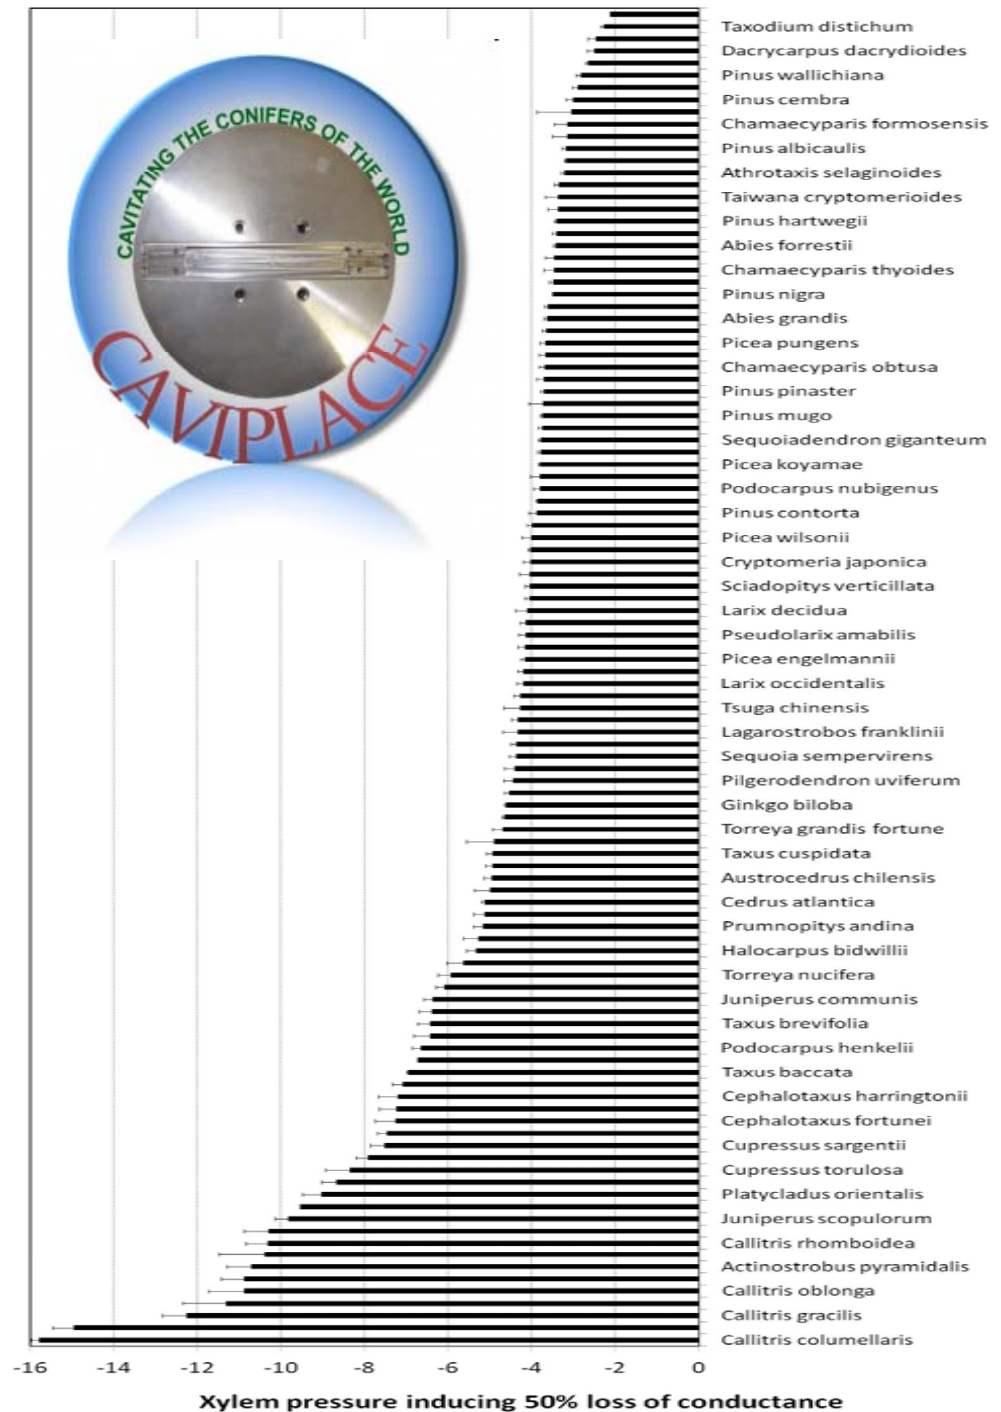 CAVITATING THE CONIFERS OF THE WORLD
CAVIPLACE
Taxodium distichum
Dacrycarpus dacrydioides
Pinus wallichiana
Pinus cembra
Chamaecyparis formosensis
Pinus albicaulis
Athrotaxis selaginoides
Taiwana cryptomerioides
Pinus hartwegii
Abies forrestii
Chamaecyparis thyoides
Pinus nigra
Abies grandis
Picea pungens
Chamaecyparis obtusa
Pinus pinaster
Pinus mugo
Sequoiadendron giganteum
Picea koyamae
Podocarpus nubigenus
Pinus contorta
Picea wilsonii
Cryptomeria japonica
Sciadopitys verticillata
Larix decidua
Pseudolarix amabilis
Picea engelmannii
Larix occidentalis
Tsuga chinensis
Lagarostrobos franklinii
Sequoia sempervirens
Pilgerodendron uviferum
Ginkgo biloba
Torreya grandis fortune
Taxus cuspidata
Austrocedrus chilensis
Cedrus atlantica
Prumnopitys andina
Halocarpus bidwillii
Torreya nucifera
Juniperus communis
Taxus brevifolia
Podocarpus henkelii
Taxus baccata
Cephalotaxus harringtonii
Cephalotaxus fortunei
Cupressus sargentii
Cupressus torulosa
Platycladus orientalis
Juniperus scopulorum
Callitris rhomboidea
Actinostrobus pyramidalis
Callitris oblonga
Callitris gracilis
Callitris columellaris
-16 -14 -12 -10 -8 -6 -4 -2 0
Xylem pressure inducing 50% loss of conductance